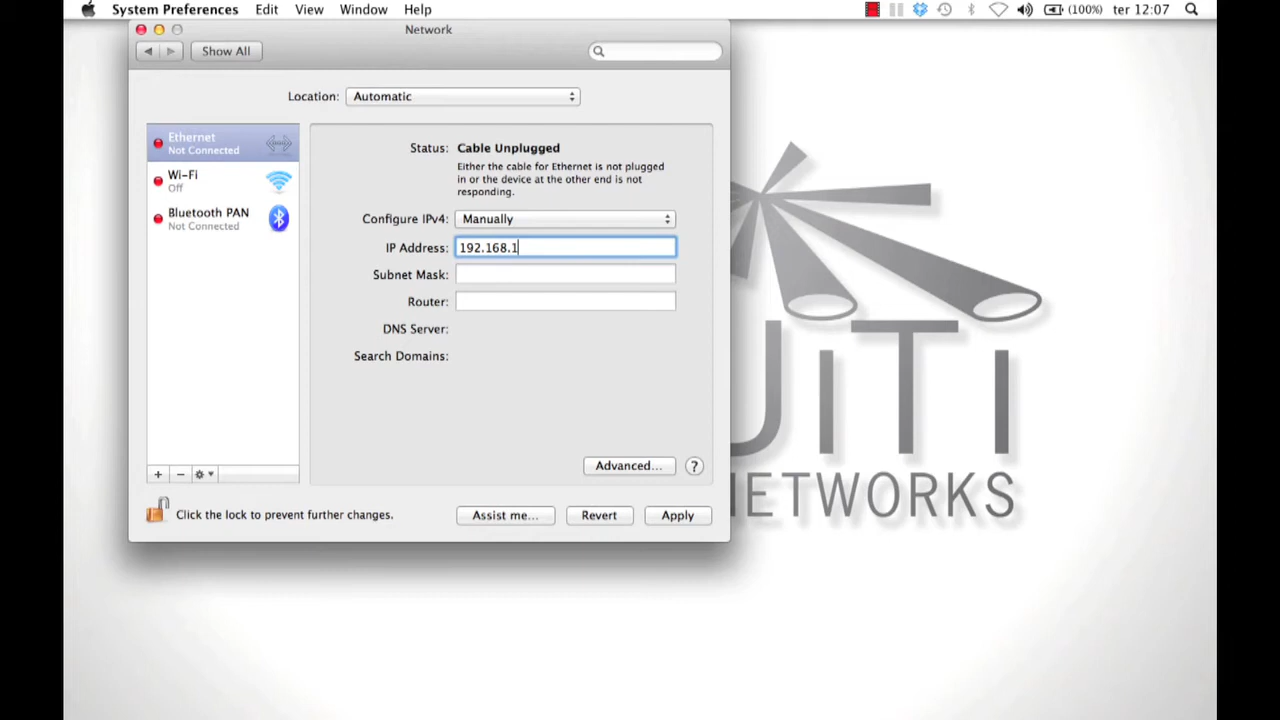 System Preferences Edit View Window Help (100%) ter 12:07
Network
Show All
Location: Automatic
Ethernet
Not Connected
Wi-Fi
Off
Bluetooth PAN
Not Connected
Status: Cable Unplugged
Either the cable for Ethernet is not plugged
in or the device at the other end is not
responding.
Configure IPv4: Manually
IP Address: 192.168.1
Subnet Mask:
Router:
DNS Server:
Search Domains:
Advanced... ?
Click the lock to prevent further changes.
Assist me... Revert Apply
UiTi
NETWORKS